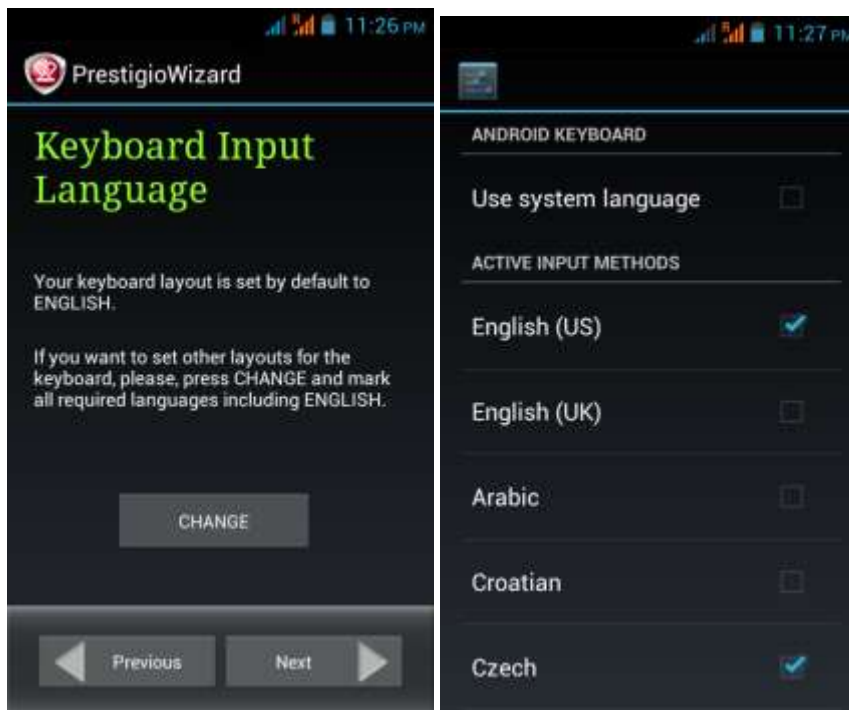 11:26 PM
PrestigioWizard
Keyboard Input
Language
Your keyboard layout is set by default to
ENGLISH.
If you want to set other layouts for the
keyboard, please, press CHANGE and mark
all required languages including ENGLISH.
CHANGE
Previous
Next
11:27 PM
ANDROID KEYBOARD
Use system language
ACTIVE INPUT METHODS
English (US)
English (UK)
Arabic
Croatian
Czech